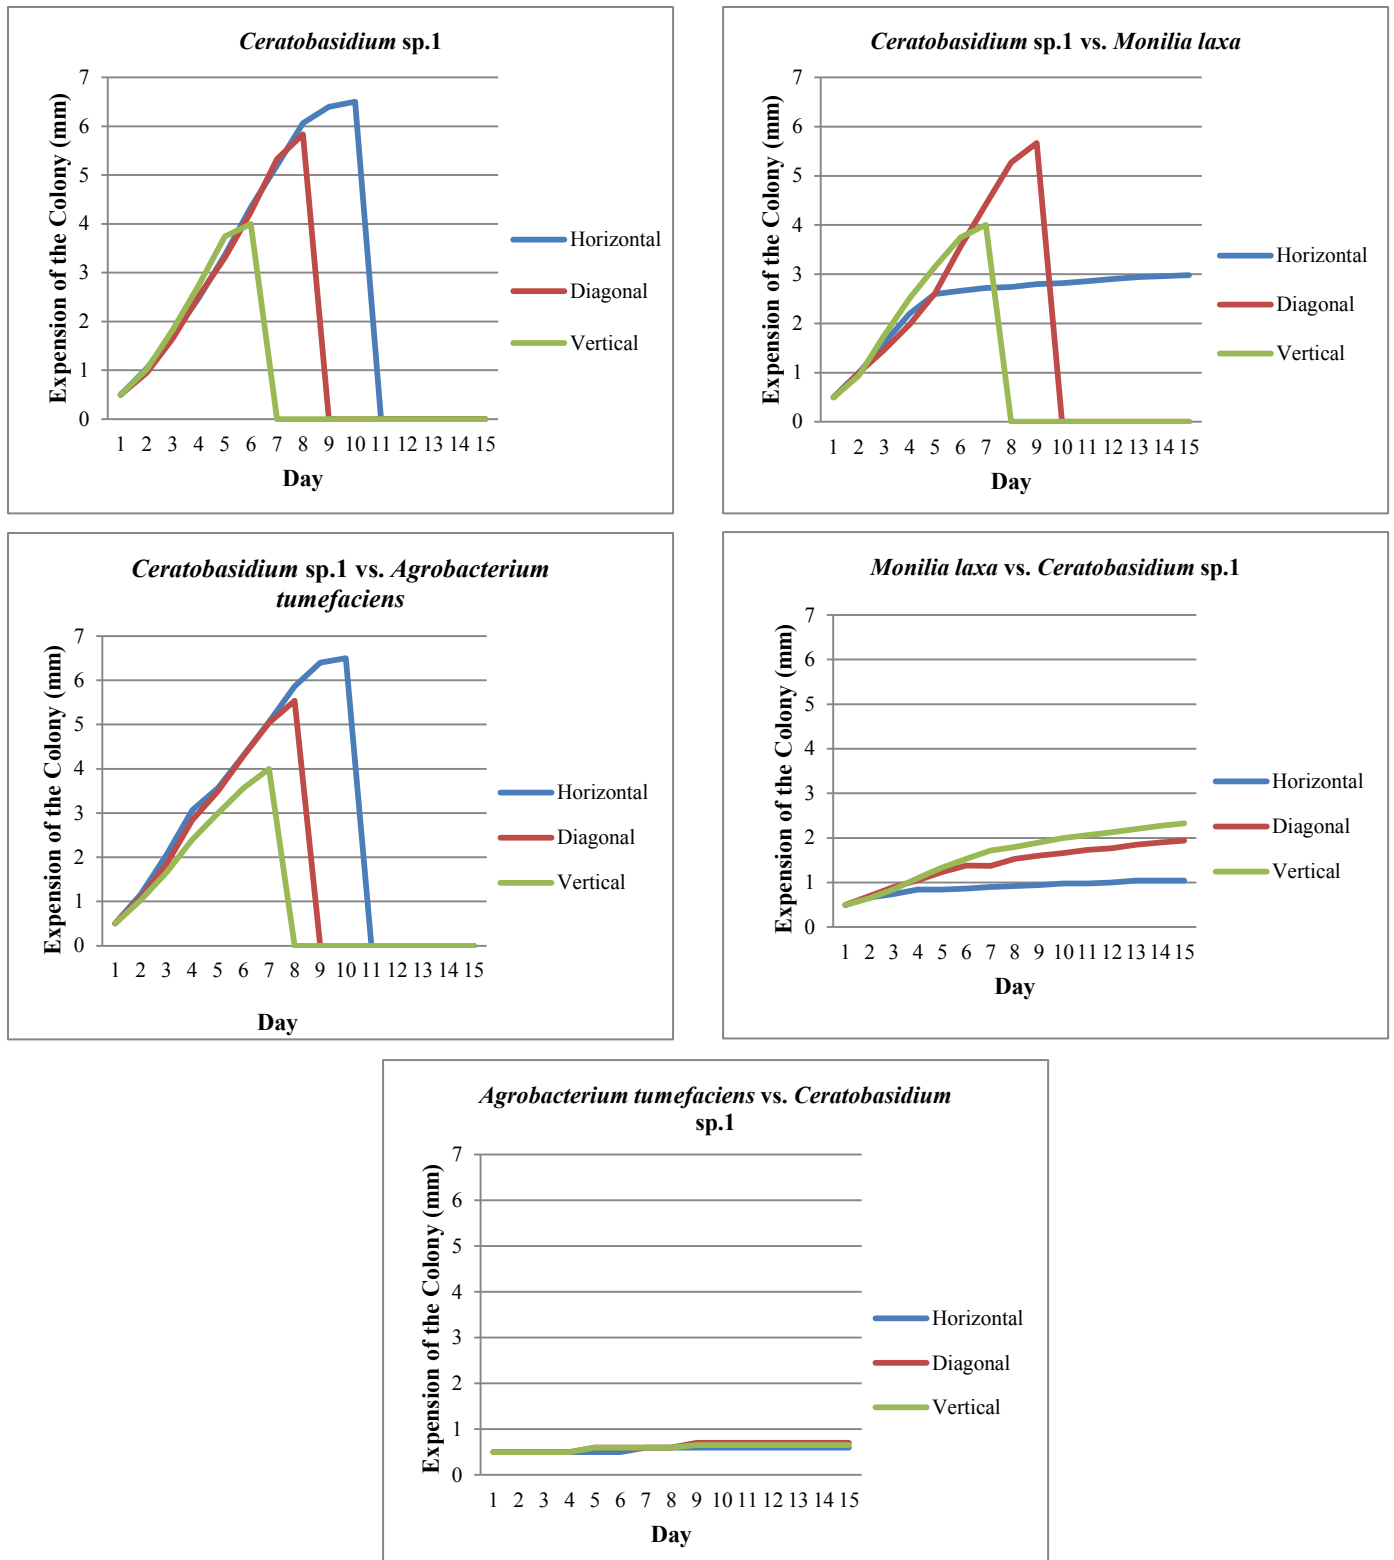 Ceratobasidium sp.1
Expension of the Colony (mm)
7
6
5
4
3
2
1
0
1 2 3 4 5 6 7 8 9 10 11 12 13 14 15
Day
Horizontal
Diagonal
Vertical
Ceratobasidium sp.1 vs. Monilia laxa
Expension of the Colony (mm)
7
6
5
4
3
2
1
0
1 2 3 4 5 6 7 8 9 10 11 12 13 14 15
Day
Horizontal
Diagonal
Vertical
Ceratobasidium sp.1 vs. Agrobacterium
tumefaciens
Expension of the Colony (mm)
7
6
5
4
3
2
1
0
1 2 3 4 5 6 7 8 9 10 11 12 13 14 15
Day
Horizontal
Diagonal
Vertical
Monilia laxa vs. Ceratobasidium sp.1
Expension of the Colony (mm)
7
6
5
4
3
2
1
0
1 2 3 4 5 6 7 8 9 10 11 12 13 14 15
Day
Horizontal
Diagonal
Vertical
Agrobacterium tumefaciens vs. Ceratobasidium
sp.1
Expension of the Colony (mm)
7
6
5
4
3
2
1
0
1 2 3 4 5 6 7 8 9 10 11 12 13 14 15
Day
Horizontal
Diagonal
Vertical